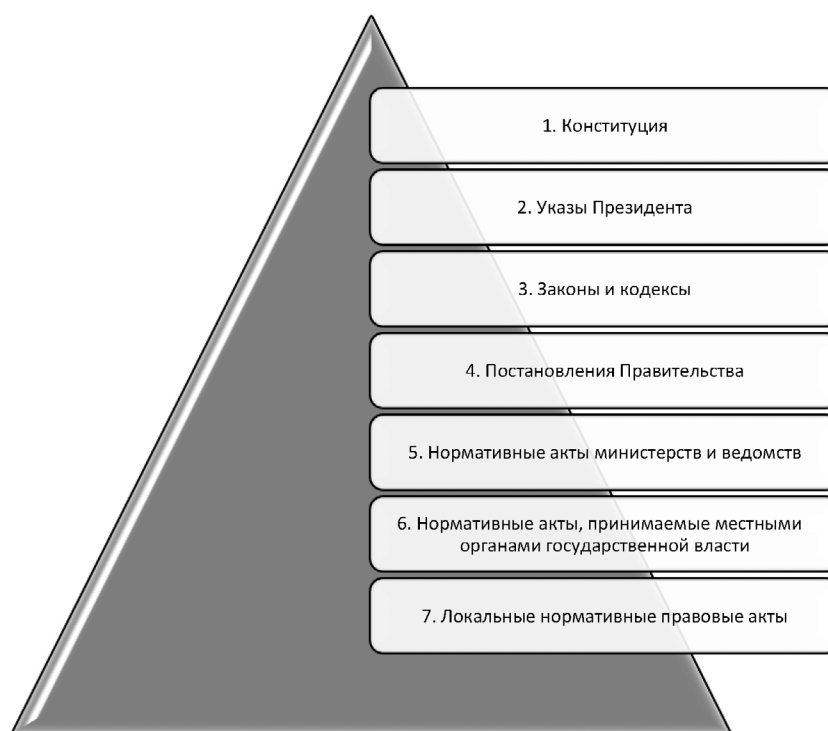 1. Конституция
2. Указы Президента
3. Законы и кодексы
4. Постановления Правительства
5. Нормативные акты министерств и ведомств
6. Нормативные акты, принимаемые местными
органами государственной власти
7. Локальные нормативные правовые акты